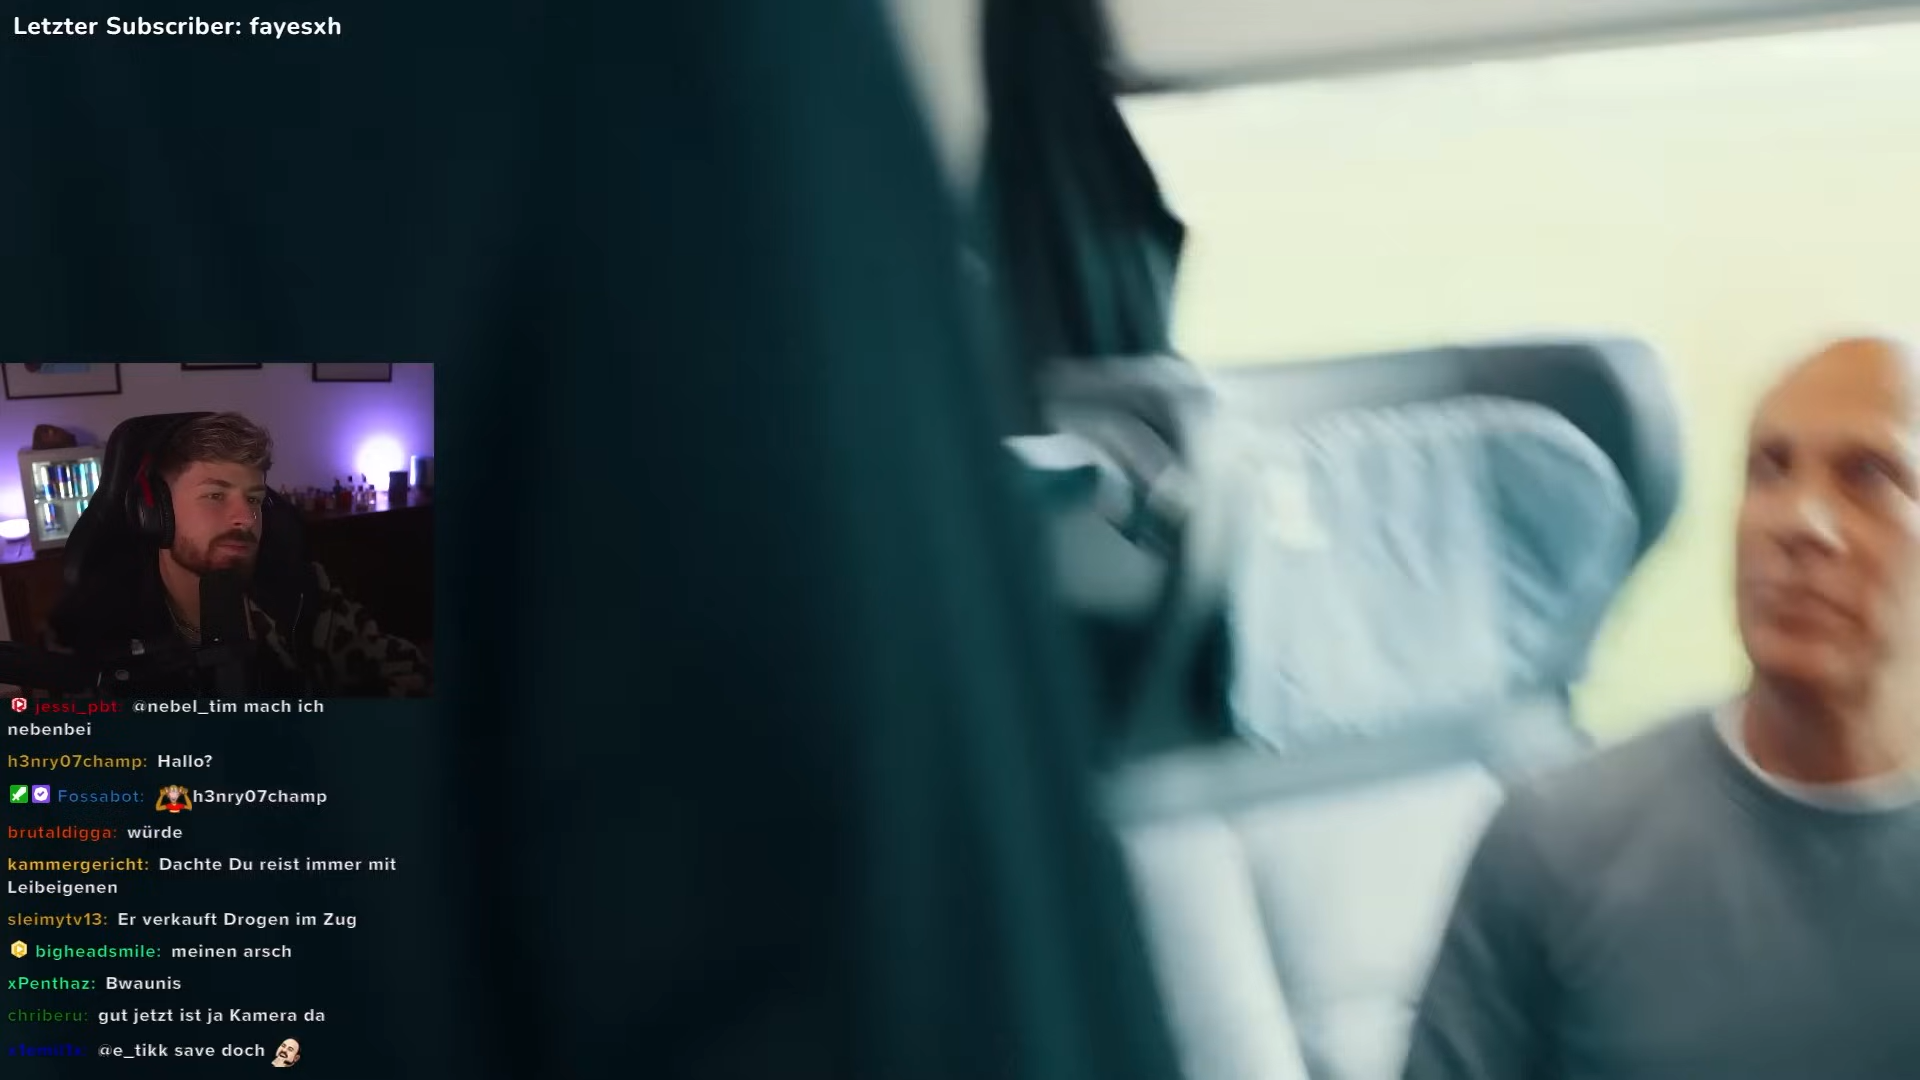 Letzter Subscriber: fayesxh
jessi_pbt: @nebel_tim mach ich
nebenbei
h3nry07champ: Hallo?
Fossabot: h3nry07champ
brutaldigga: würde
kammergericht: Dachte Du reist immer mit
Leibeigenen
sleimytv13: Er verkauft Drogen im Zug
bigheadsmile: meinen arsch
xPenthaz: Bwaunis
chriberu: gut jetzt ist ja Kamera da
@e_tikk save doch